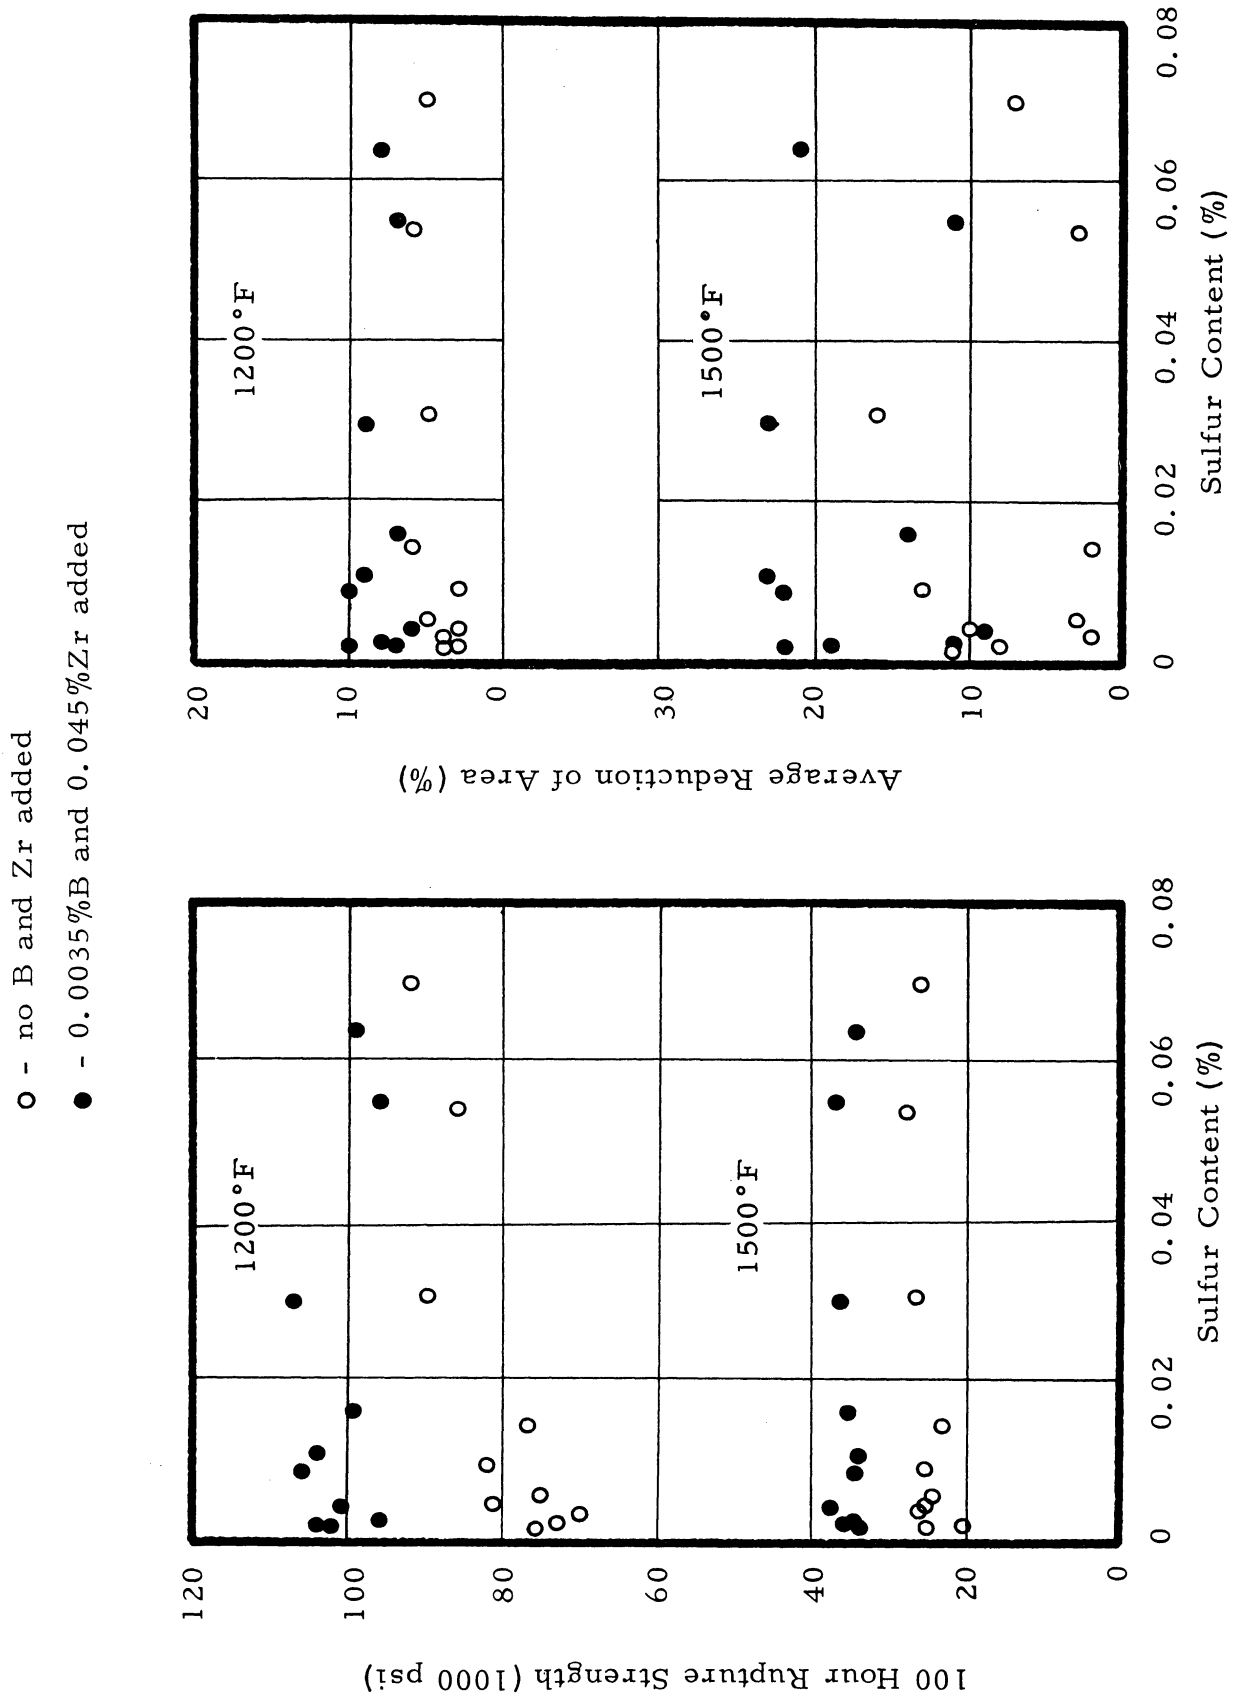 O - no B and Zr added
● - 0.0035%B and 0.045%Zr added
100 Hour Rupture Strength (1000 psi)
120
100
80
60
40
20
0
1200°F
1500°F
0
0.02
0.04
0.06
0.08
Sulfur Content (%)
Average Reduction of Area (%)
20
10
0
30
20
10
0
1200°F
1500°F
0
0.02
0.04
0.06
0.08
Sulfur Content (%)